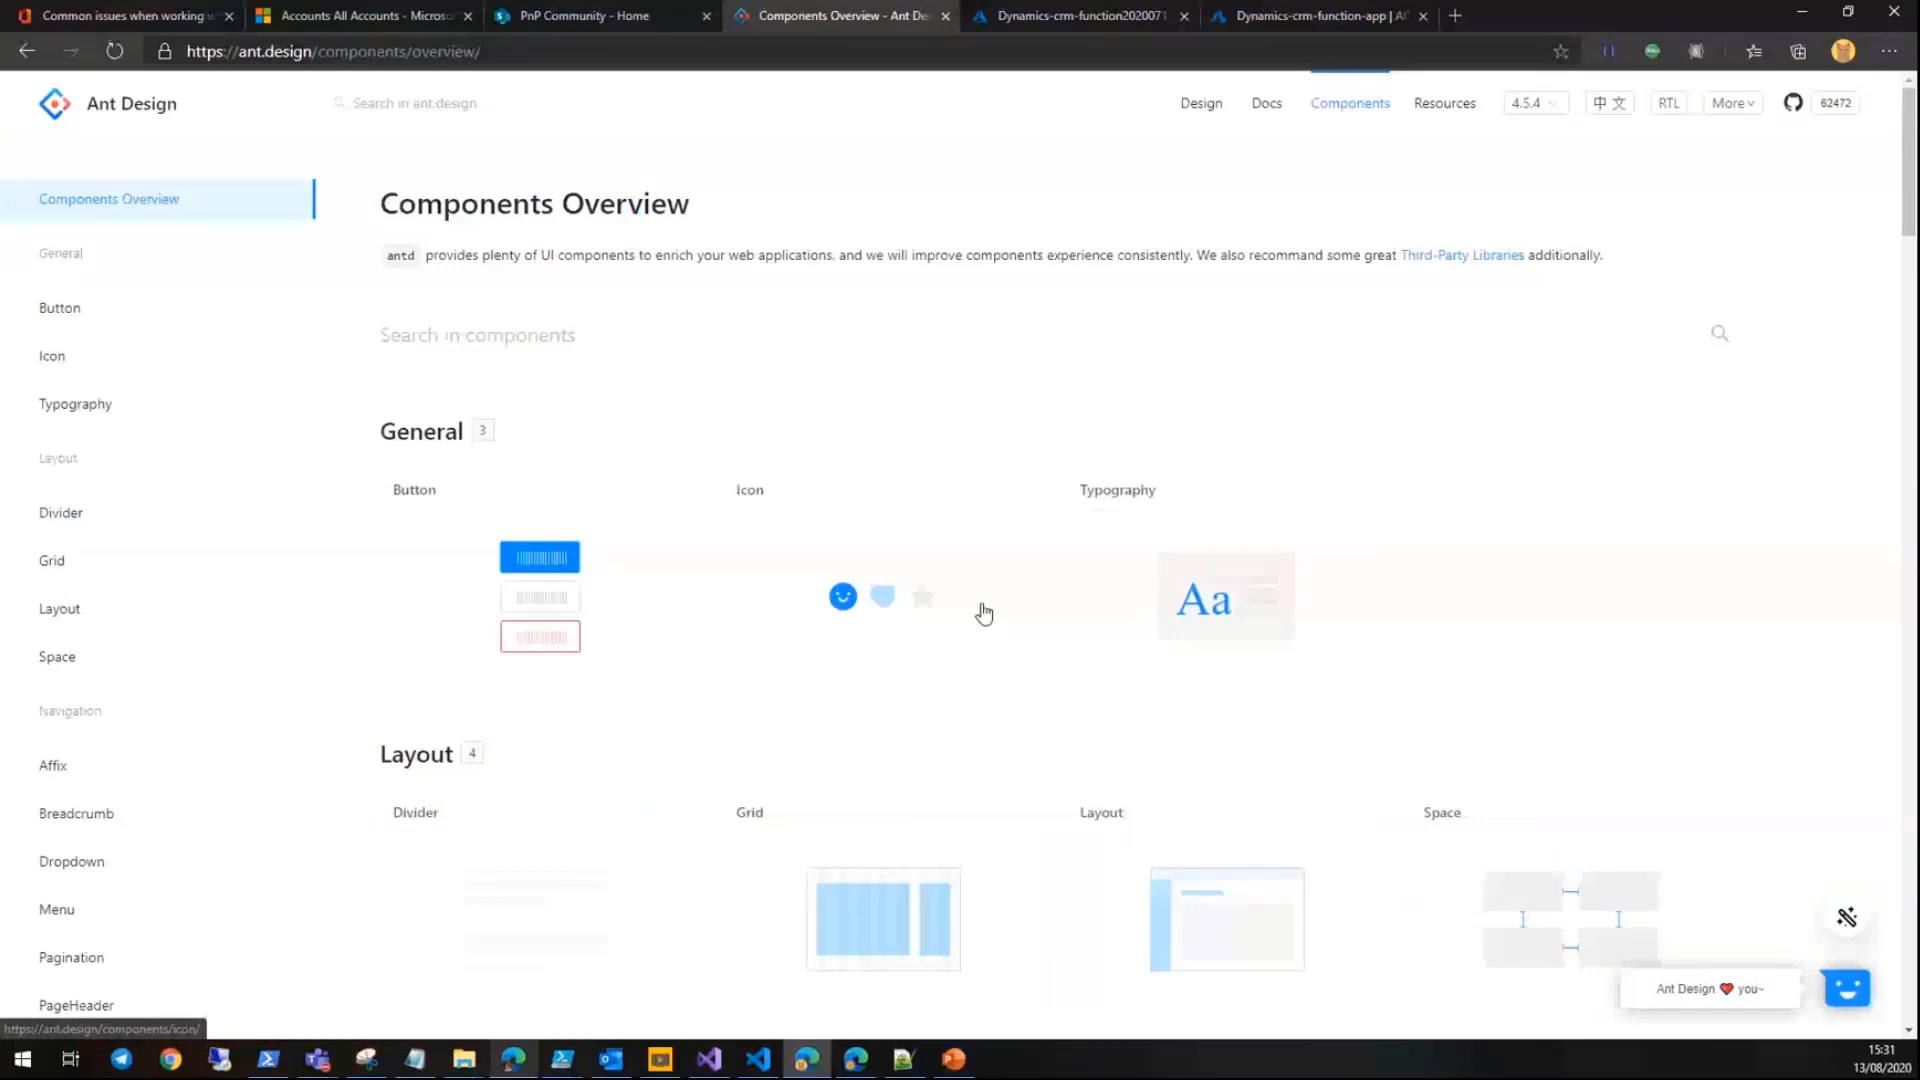 Common issues when working w
Accounts All Accounts - Microso
PnP Community - Home
Components Overview - Ant De
Dynamics-crm-function2020071
Dynamics-crm-function-app | A
https://ant.design/components/overview/
Ant Design
Search in ant.design
Design
Docs
Components
Resources
4.5.4
中 文
RTL
More
62472
Components Overview
General
Button
Icon
Typography
Layout
Divider
Grid
Layout
Space
Navigation
Affix
Breadcrumb
Dropdown
Menu
Pagination
PageHeader
Components Overview
antd provides plenty of UI components to enrich your web applications, and we will improve components experience consistently. We also recommand some great Third-Party Libraries additionally.
Search in components
General 3
Button
Icon
Typography
Aa
Layout 4
Divider
Grid
Layout
Space
Ant Design ❤ you~
https://ant.design/components/icon/
15:31
13/08/2020